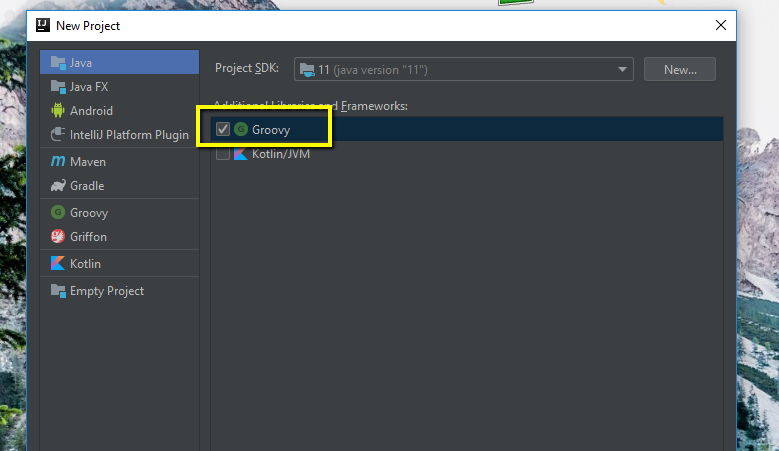 New Project
Java
Java FX
Android
IntelliJ Platform Plugin
Maven
Gradle
Groovy
Griffon
Kotlin
Empty Project
Project SDK:
11 (java version "11")
New...
Additional Libraries and Frameworks:
Groovy
Kotlin/JVM